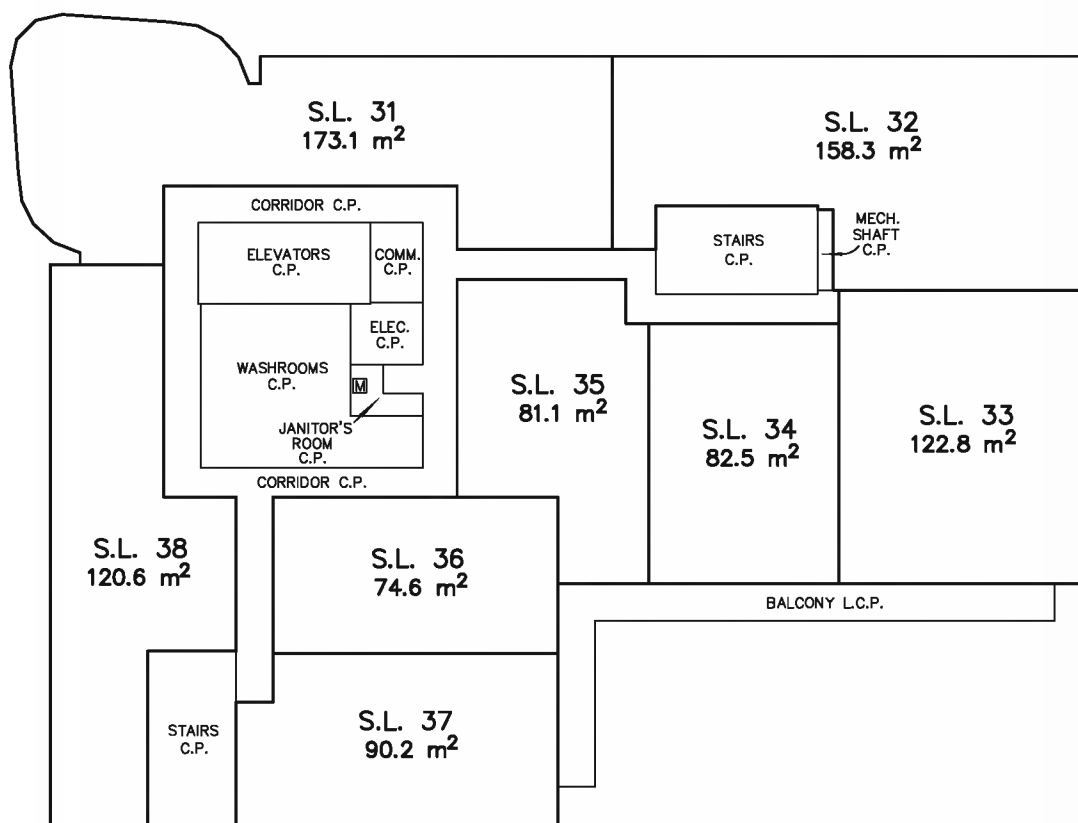 S.L. 31
173.1 m²
S.L. 32
158.3 m²
CORRIDOR C.P.
ELEVATORS
C.P.
COMM.
C.P.
STAIRS
C.P.
MECH.
SHAFT
C.P.
ELEC.
C.P.
WASHROOMS
C.P.
M
JANITOR'S
ROOM
C.P.
CORRIDOR C.P.
S.L. 35
81.1 m²
S.L. 34
82.5 m²
S.L. 33
122.8 m²
S.L. 38
120.6 m²
S.L. 36
74.6 m²
BALCONY L.C.P.
STAIRS
C.P.
S.L. 37
90.2 m²